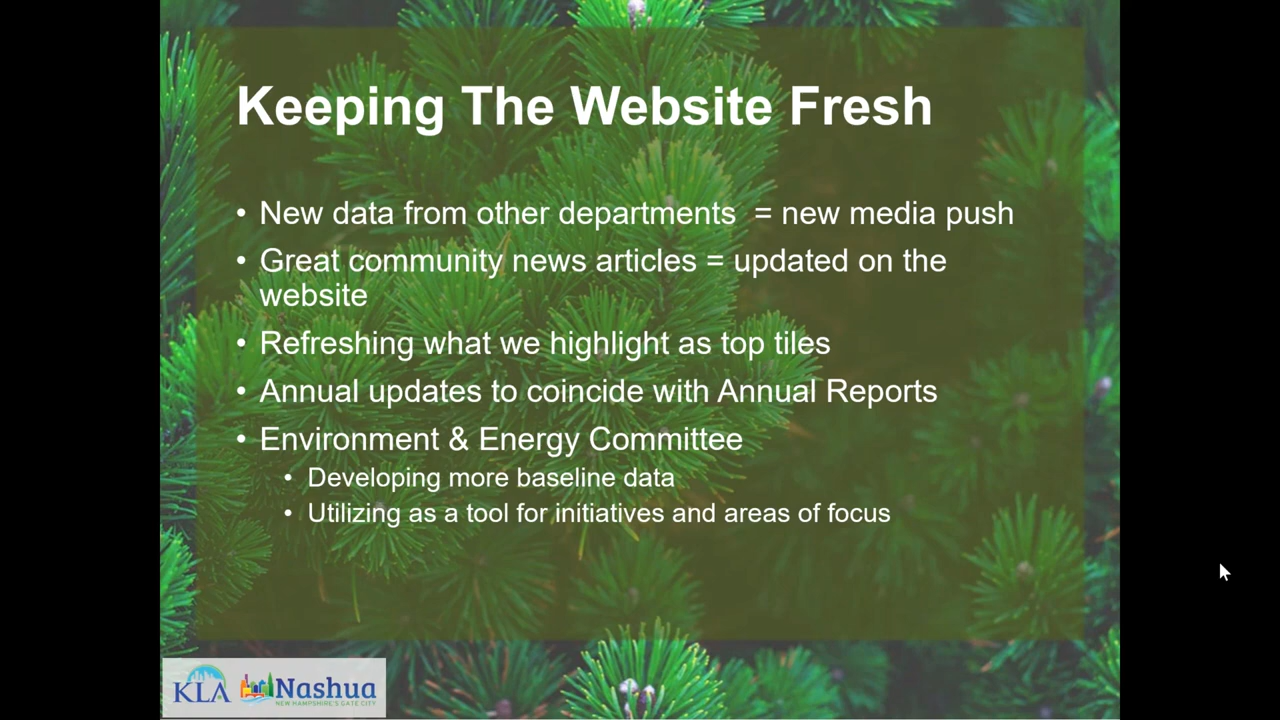 Keeping The Website Fresh
• New data from other departments  = new media push
• Great community news articles = updated on the
website
• Refreshing what we highlight as top tiles
• Annual updates to coincide with Annual Reports
• Environment & Energy Committee
• Developing more baseline data
• Utilizing as a tool for initiatives and areas of focus
KLA Nashua
NEW HAMPSHIRE'S GATE CITY